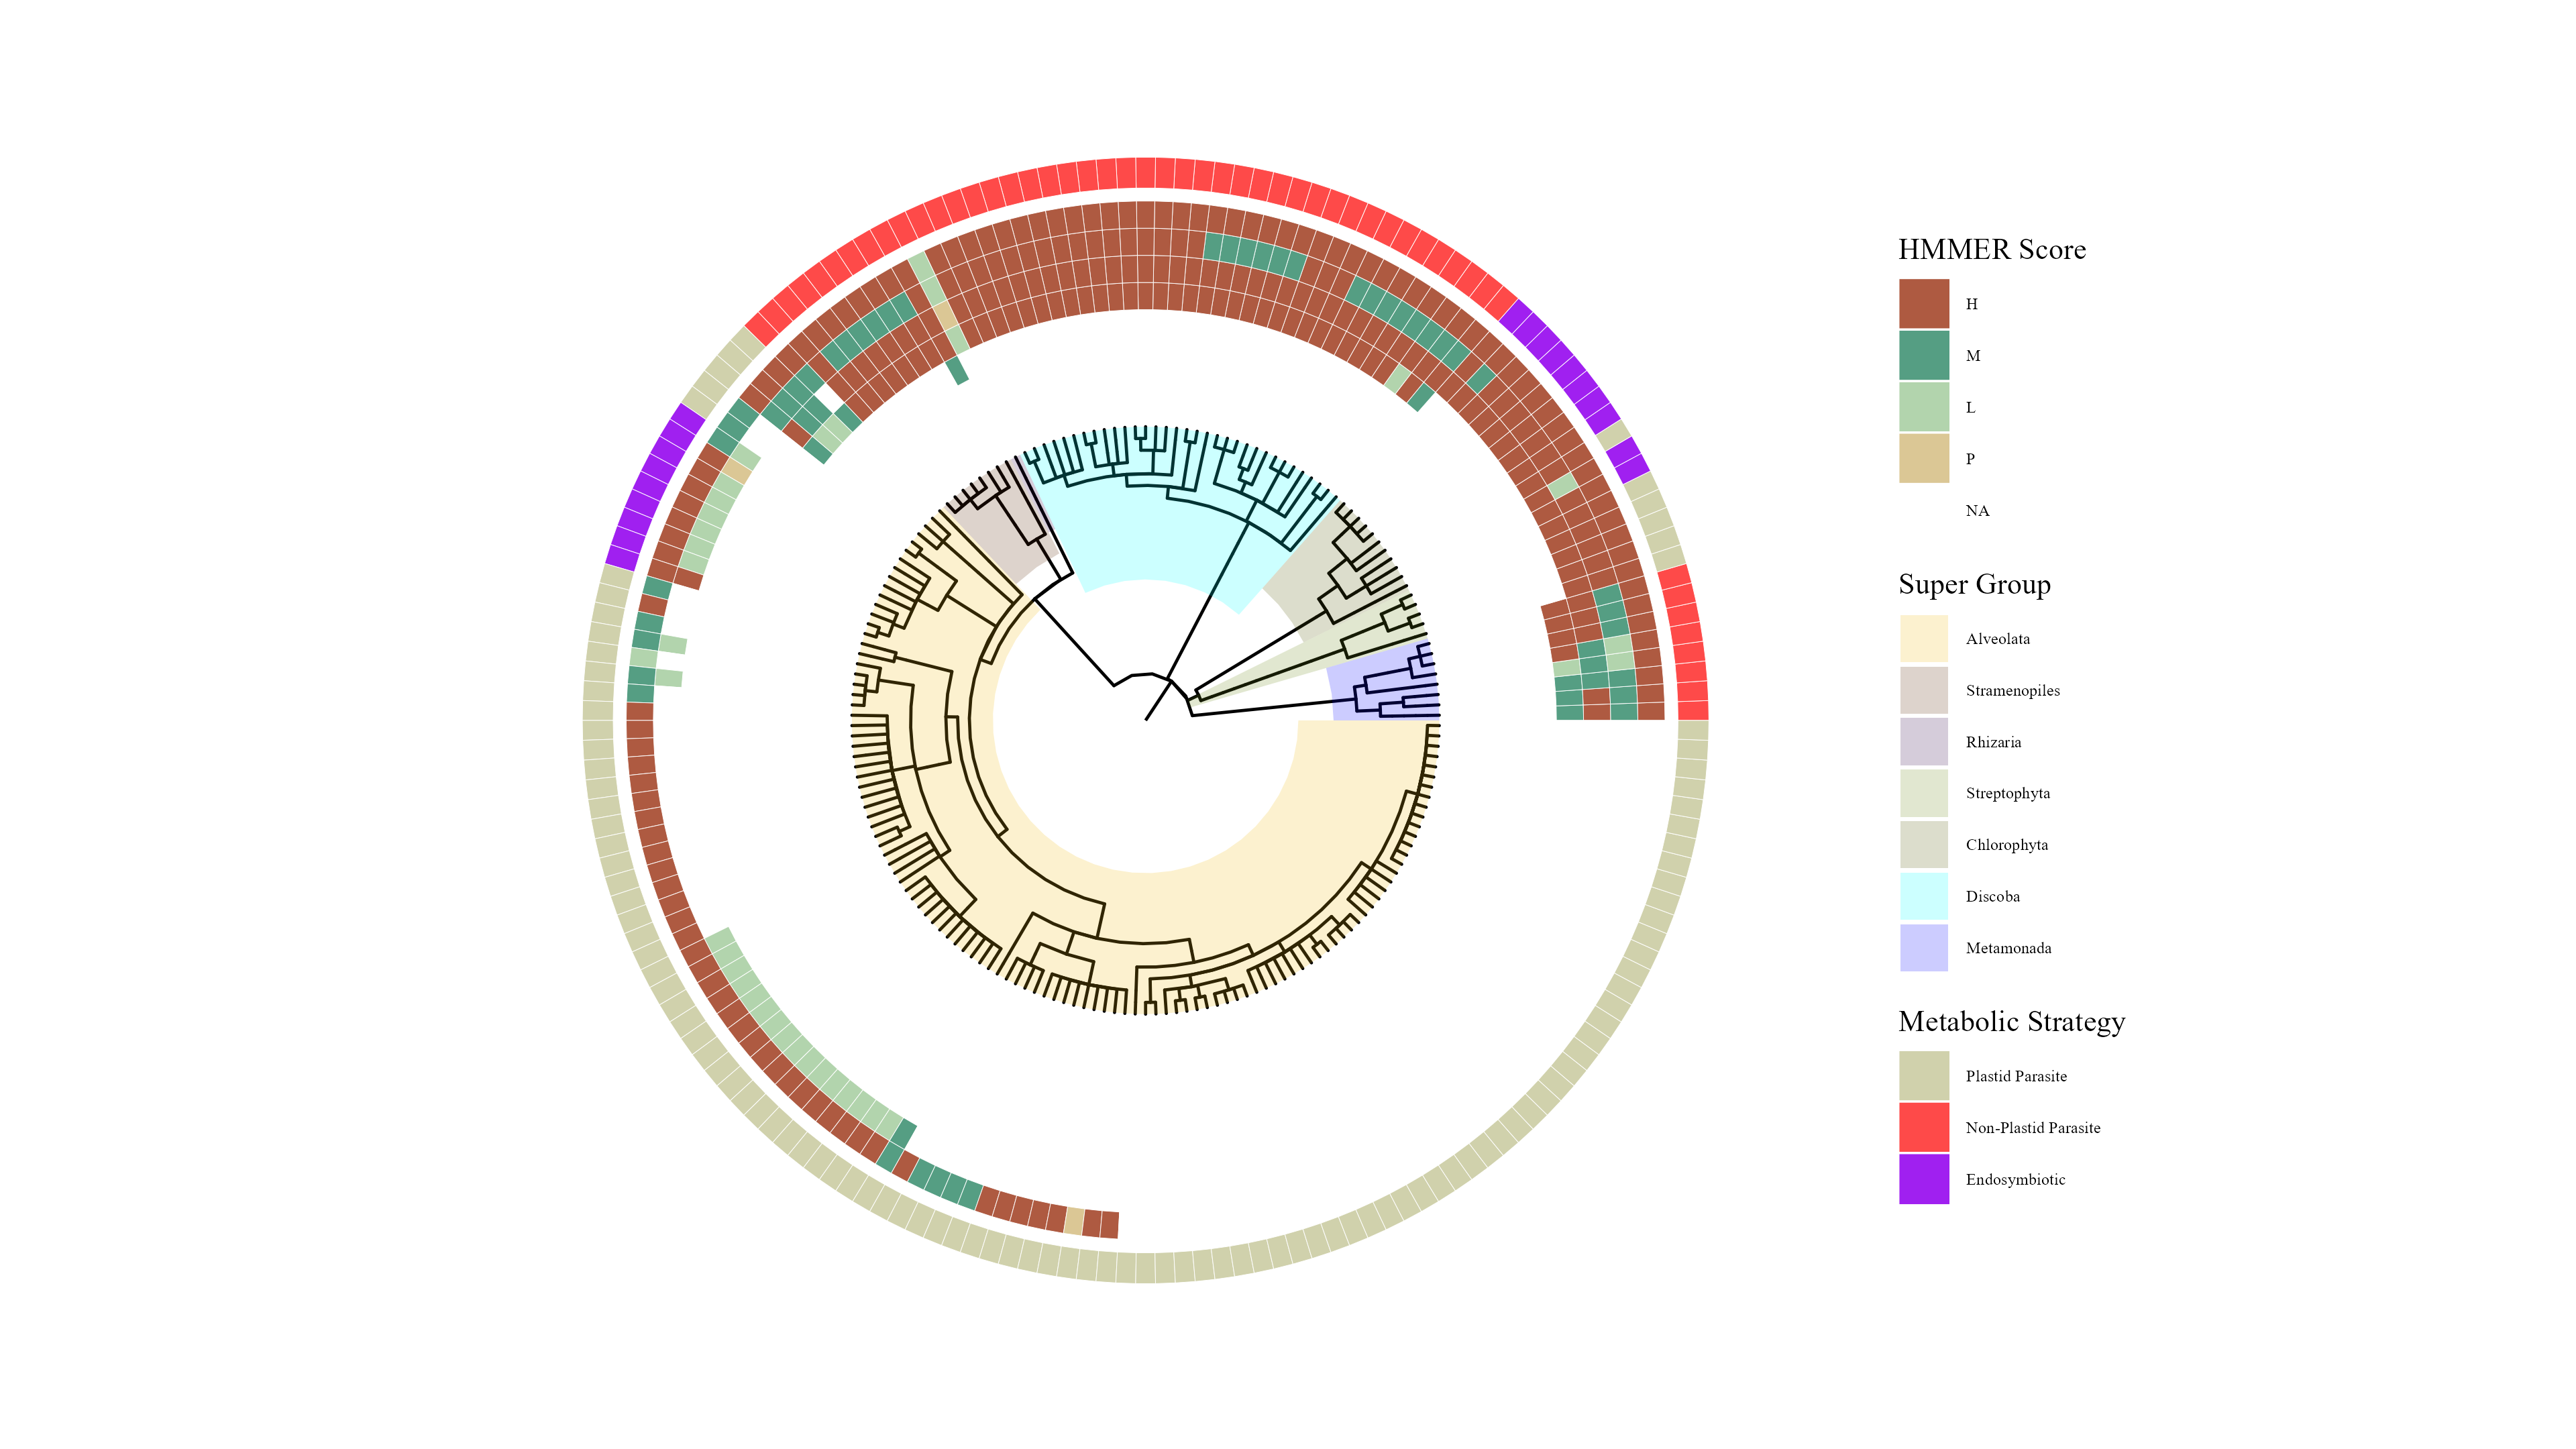 HMMER Score
H
M
L
P
NA
Super Group
Alveolata
Stramenopiles
Rhizaria
Streptophyta
Chlorophyta
Discoba
Metamonada
Metabolic Strategy
Plastid Parasite
Non-Plastid Parasite
Endosymbiotic